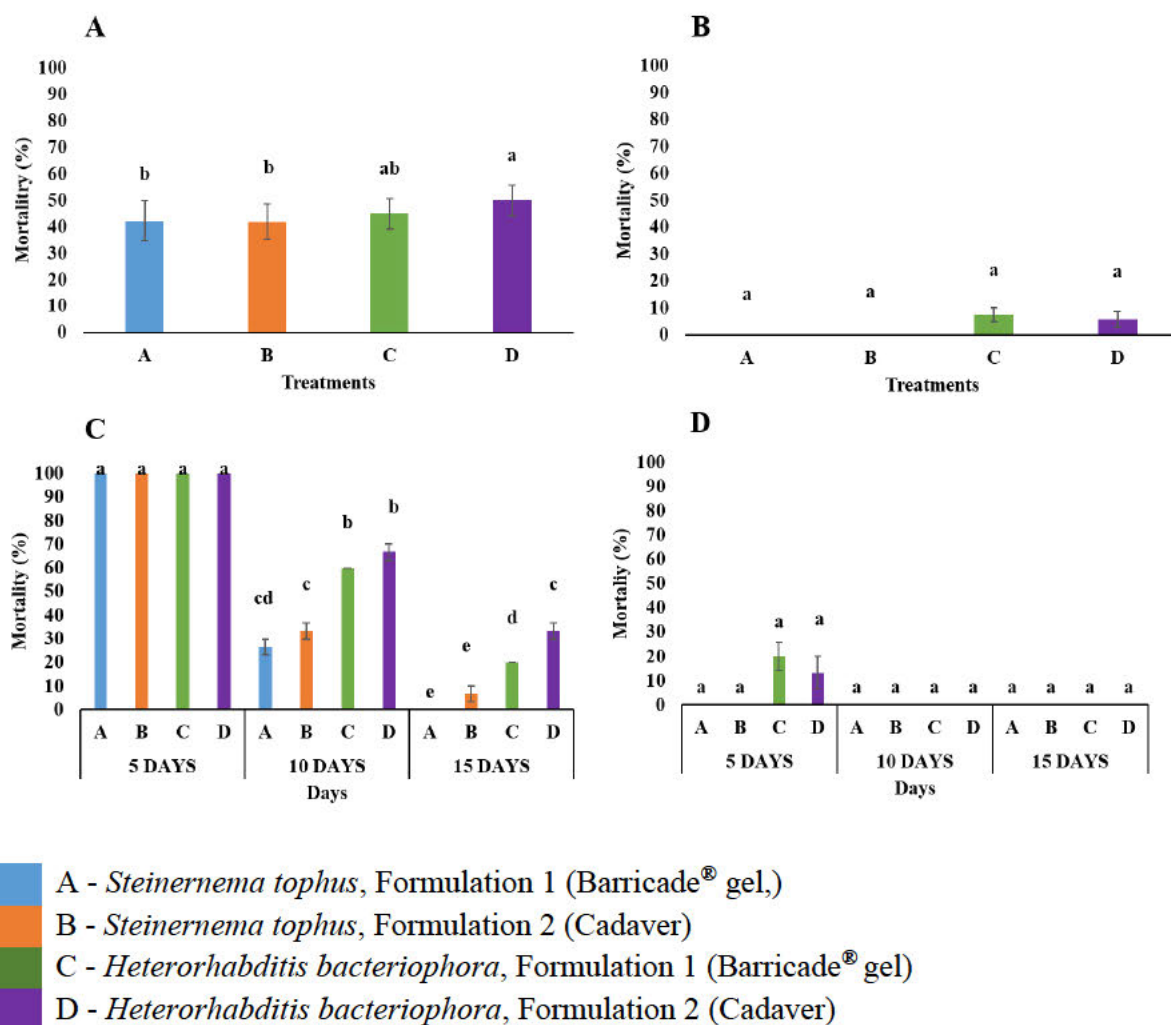 A
100
90
80
70
60
50
40
30
20
10
0
Mortalitry (%)
b
b
ab
a
A B C D
Treatments
B
100
90
80
70
60
50
40
30
20
10
0
Mortality (%)
a
a
a
a
A B C D
Treatments
C
100
90
80
70
60
50
40
30
20
10
0
Mortality (%)
a a a a
cd
c
b
b
e
e
d
c
A B C D A B C D A B C D
5 DAYS 10 DAYS 15 DAYS
Days
D
100
90
80
70
60
50
40
30
20
10
0
Mortaliy (%)
a a a a a a a a a a a a
A B C D A B C D A B C D
5 DAYS 10 DAYS 15 DAYS
Days
A - Steinernema tophus, Formulation 1 (Barricade® gel,)
B - Steinernema tophus, Formulation 2 (Cadaver)
C - Heterorhabditis bacteriophora, Formulation 1 (Barricade® gel)
D - Heterorhabditis bacteriophora, Formulation 2 (Cadaver)